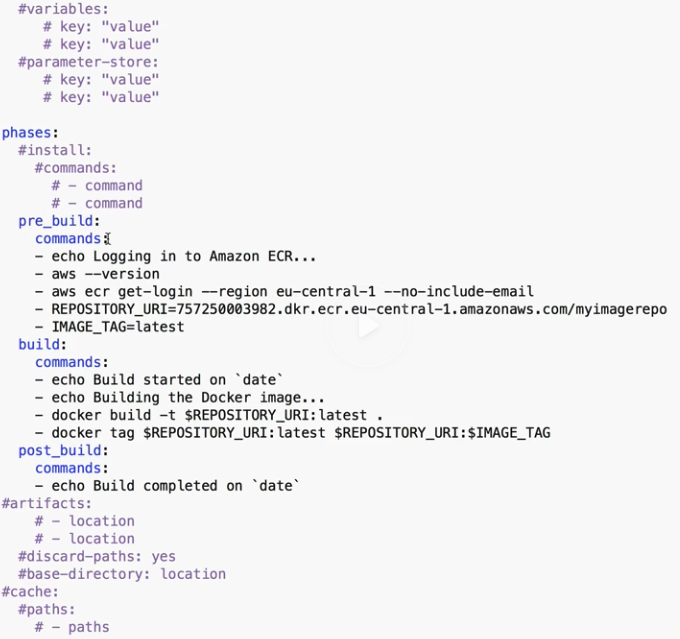 #variables:
# key: "value"
# key: "value"
#parameter-store:
# key: "value"
# key: "value"
phases:
#install:
#commands:
# - command
# - command
pre_build:
commands:
- echo Logging in to Amazon ECR...
- aws --version
- aws ecr get-login --region eu-central-1 --no-include-email
- REPOSITORY_URI=757250003982.dkr.ecr.eu-central-1.amazonaws.com/myimagerepo
- IMAGE_TAG=latest
build:
commands:
- echo Build started on `date`
- echo Building the Docker image...
- docker build -t $REPOSITORY_URI:latest .
- docker tag $REPOSITORY_URI:latest $REPOSITORY_URI:$IMAGE_TAG
post_build:
commands:
- echo Build completed on `date`
#artifacts:
# - location
# - location
#discard-paths: yes
#base-directory: location
#cache:
#paths:
# - paths